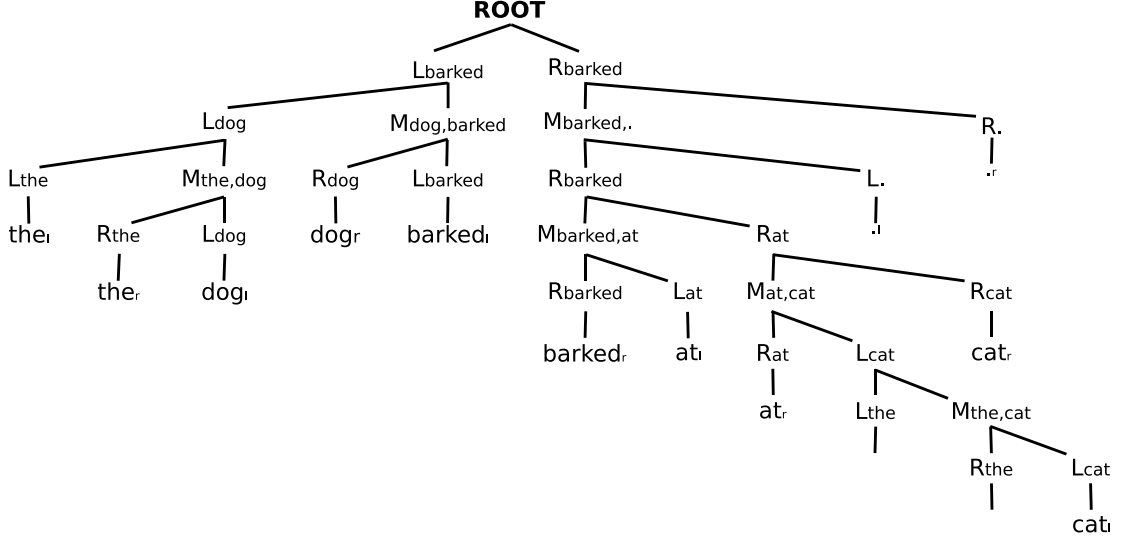 ROOT
Lbarked Rbarked
Ldog Mdog,barked Mbarked,. R.
Lthe Mthe,dog Rdog Lbarked Rbarked L. .r
thel Rthe Ldog dogr barkedl Mbarked,at Rat .l
ther dogl Rbarked Lat Mat,cat Rcat
barkedr atl Rat Lcat catr
atr Lthe Mthe,cat
Rthe Lcat
catl